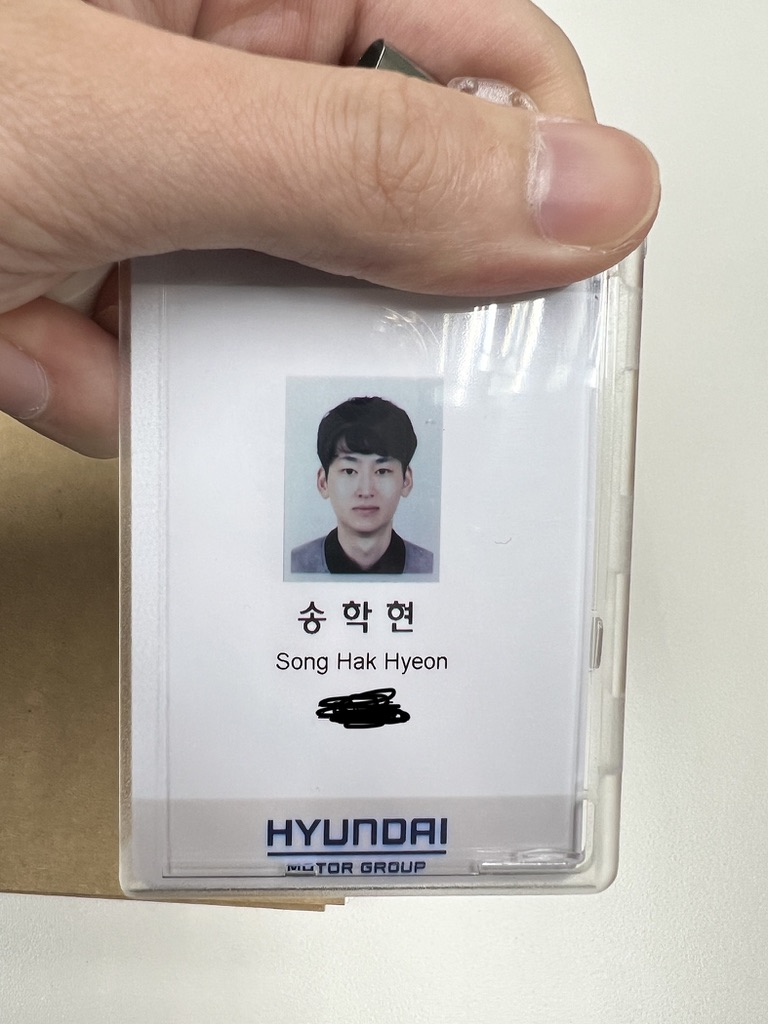 송 학 현
Song Hak Hyeon
HYUNDAI
MOTOR GROUP